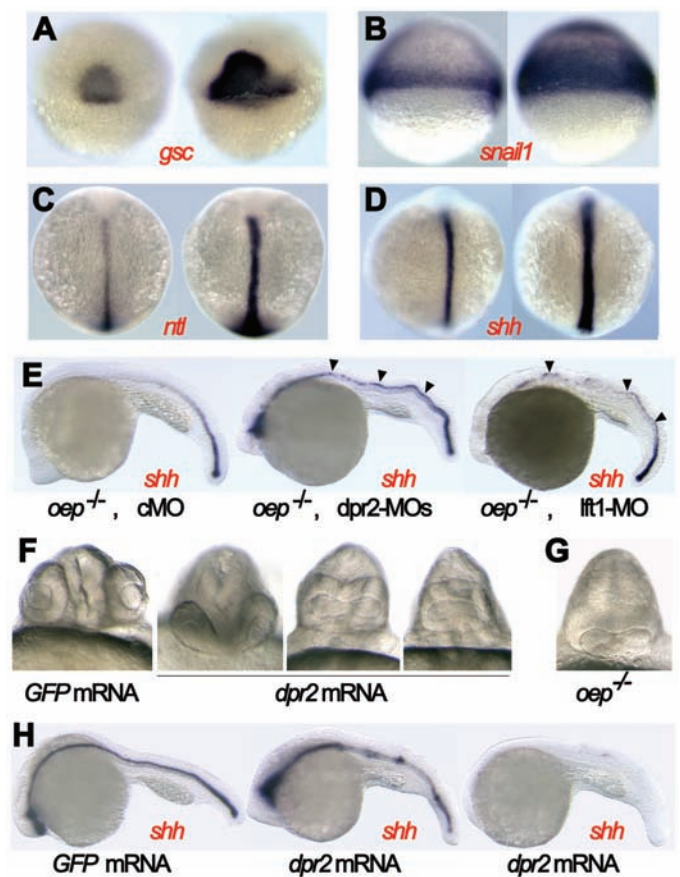 A
B
gsc
snail1
C
D
ntl
shh
E
shh
shh
shh
oep-/- , cMO
oep-/- , dpr2-MOs
oep-/- , lft1-MO
F
G
GFP mRNA
dpr2 mRNA
oep-/-
H
shh
shh
shh
GFP mRNA
dpr2 mRNA
dpr2 mRNA